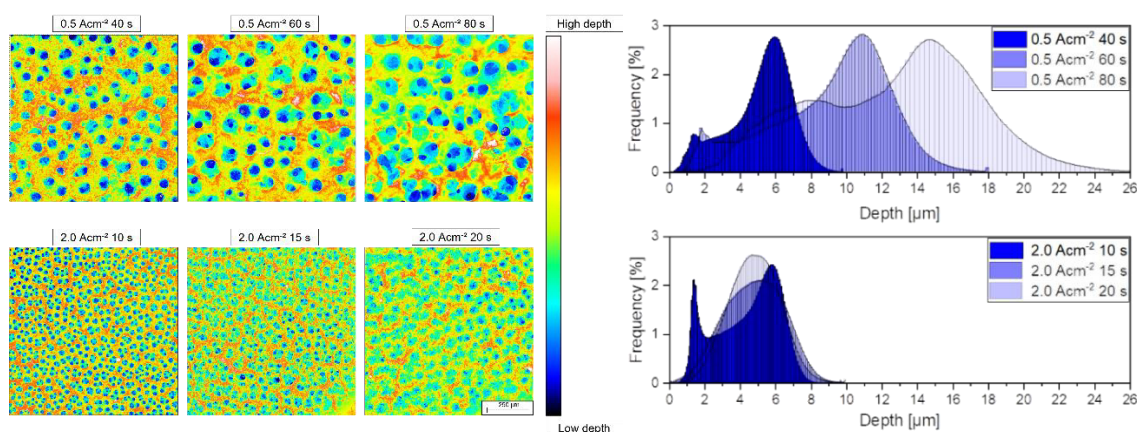 0.5 Acm⁻² 40 s
0.5 Acm⁻² 60 s
0.5 Acm⁻² 80 s
High depth
2.0 Acm⁻² 10 s
2.0 Acm⁻² 15 s
2.0 Acm⁻² 20 s
250 µm
Low depth
Frequency [%]
3
2
1
0
0.5 Acm⁻² 40 s
0.5 Acm⁻² 60 s
0.5 Acm⁻² 80 s
0 2 4 6 8 10 12 14 16 18 20 22 24 26
Depth [µm]
Frequency [%]
3
2
1
0
2.0 Acm⁻² 10 s
2.0 Acm⁻² 15 s
2.0 Acm⁻² 20 s
0 2 4 6 8 10 12 14 16 18 20 22 24 26
Depth [µm]